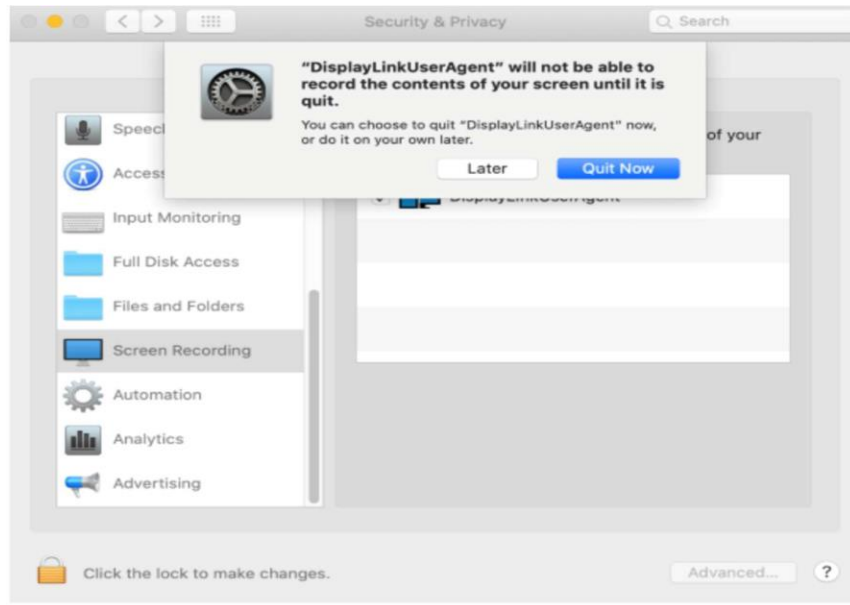 Security & Privacy
Search
"DisplayLinkUserAgent" will not be able to
record the contents of your screen until it is
quit.
You can choose to quit "DisplayLinkUserAgent" now,
or do it on your own later.
Later
Quit Now
of your
Speech
Access
Input Monitoring
Full Disk Access
Files and Folders
Screen Recording
Automation
Analytics
Advertising
DisplayLinkUserAgent
Click the lock to make changes.
Advanced...
?